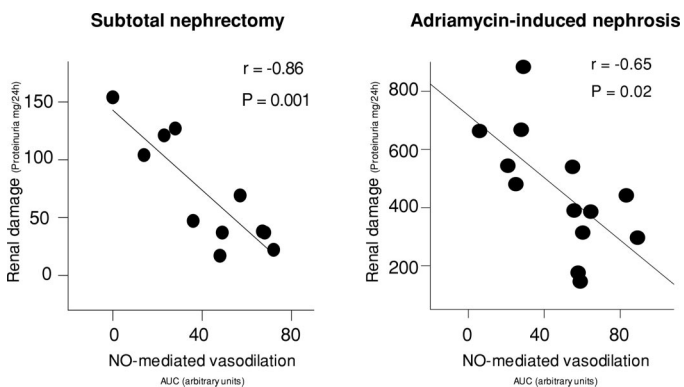 Subtotal nephrectomy
r = -0.86
P = 0.001
Renal damage (Proteinuria mg/24h)
150
100
50
0
0 40 80
NO-mediated vasodilation
AUC (arbitrary units)
Adriamycin-induced nephrosis
r = -0.65
P = 0.02
Renal damage (Proteinuria mg/24h)
800
600
400
200
0 40 80
NO-mediated vasodilation
AUC (arbitrary units)